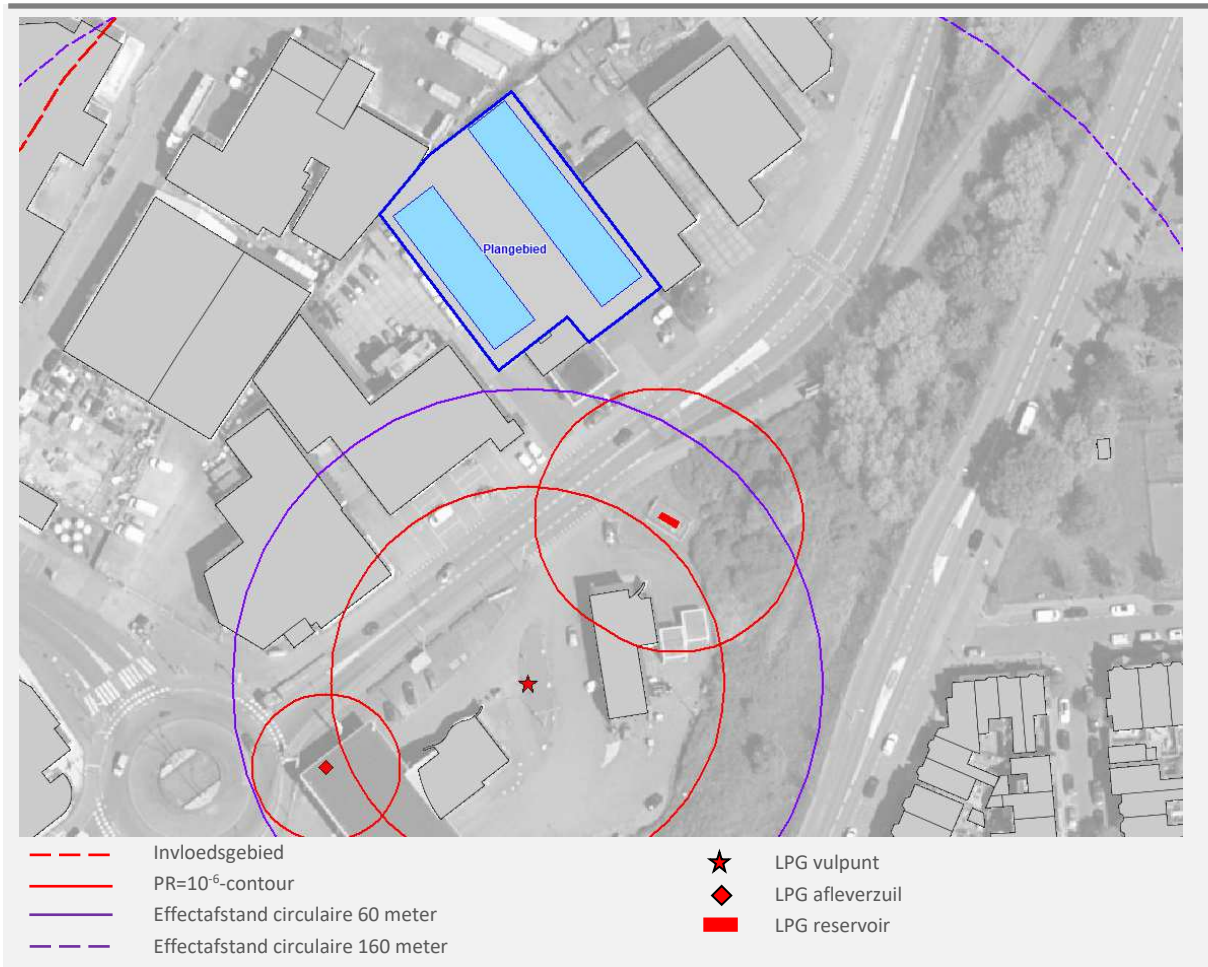 Plangebied
Invloedsgebied
PR=10⁻⁶-contour
Effectafstand circulaire 60 meter
Effectafstand circulaire 160 meter
LPG vulpunt
LPG afleverzuil
LPG reservoir